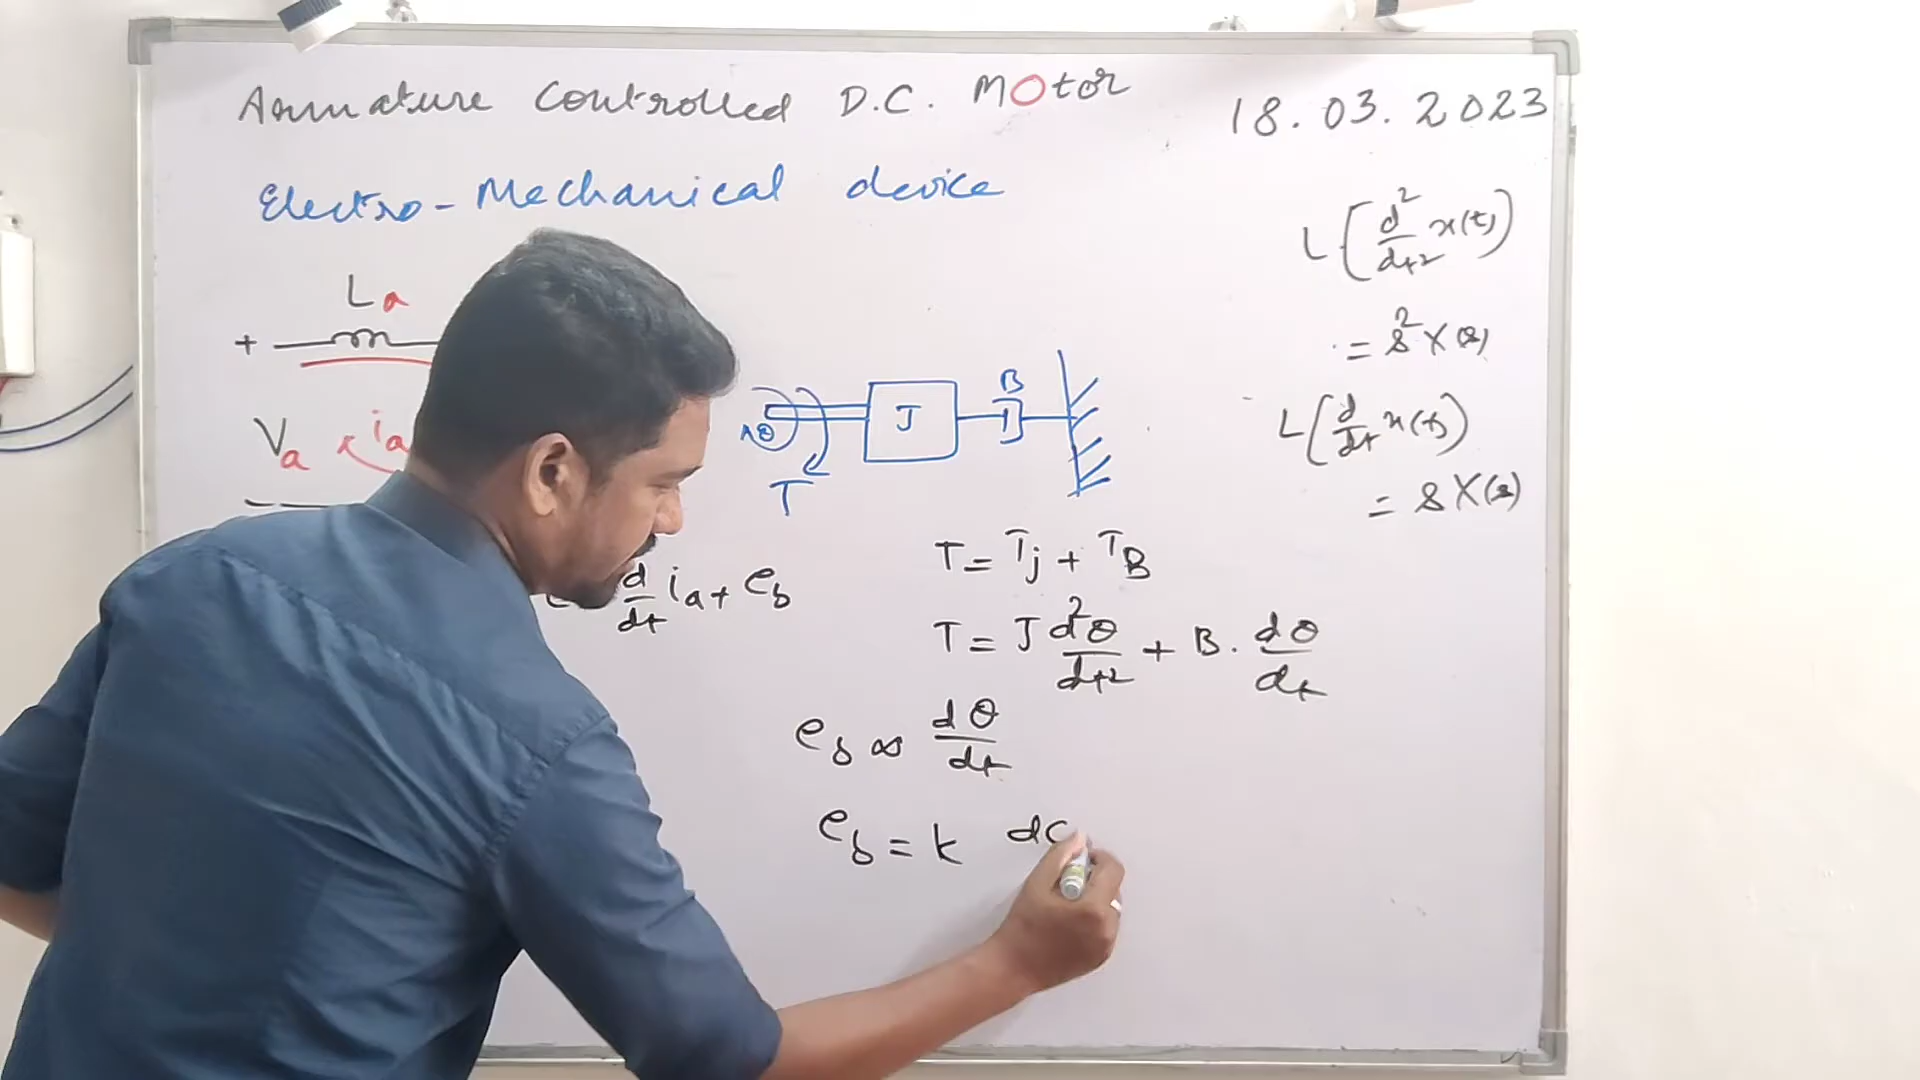 Armature Controlled D.C. Motor
18.03.2023
Electro-Mechanical device
L [d²/dt² x(t)]
= s² X(s)
L [d/dt x(t)]
= s X(s)
La
+
Va
ia
θ
T
J
B
d/dt ia + eb
T = Tj + TB
T = J d²θ/dt² + B. dθ/dt
eb ∝ dθ/dt
eb = k d